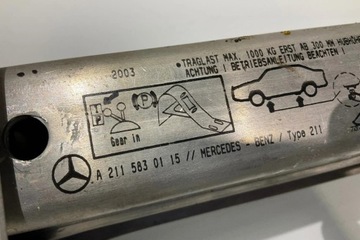 2003
• TRAGLAST MAX. 1000 KG ERST AB 300 MM HUBHÖHE
ACHTUNG ! BETRIEBSANLEITUNG BEACHTEN !
P
Gear in
A 211 583 01 15 // MERCEDES - BENZ / Type 211